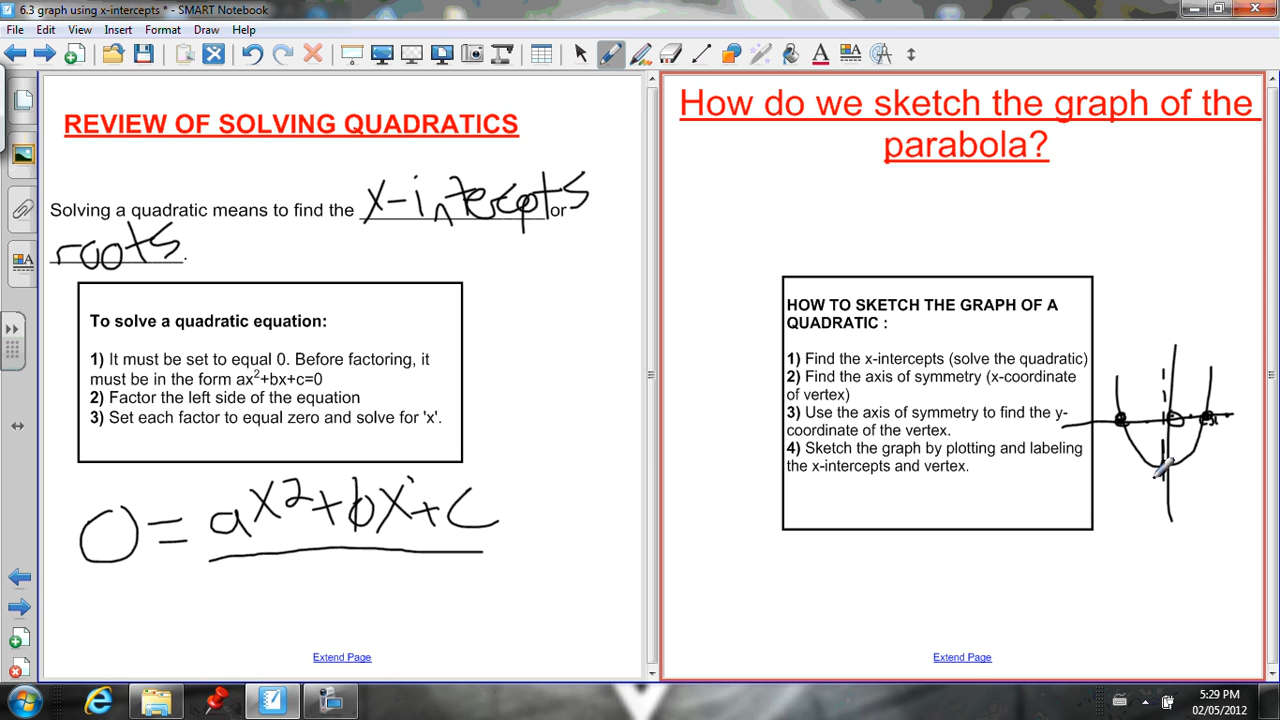 6.3 graph using x-intercepts * - SMART Notebook
File Edit View Insert Format Tools Draw Help
REVIEW OF SOLVING QUADRATICS
Solving a quadratic means to find the x-intercepts or
roots.
To solve a quadratic equation:
1) It must be set to equal 0. Before factoring, it
must be in the form ax²+bx+c=0
2) Factor the left side of the equation
3) Set each factor to equal zero and solve for 'x'.
0=ax²+bx+c
Extend Page
How do we sketch the graph of the
parabola?
HOW TO SKETCH THE GRAPH OF A
QUADRATIC :
1) Find the x-intercepts (solve the quadratic)
2) Find the axis of symmetry (x-coordinate
of vertex)
3) Use the axis of symmetry to find the y-
coordinate of the vertex.
4) Sketch the graph by plotting and labeling
the x-intercepts and vertex.
Extend Page
5:29 PM
02/05/2012